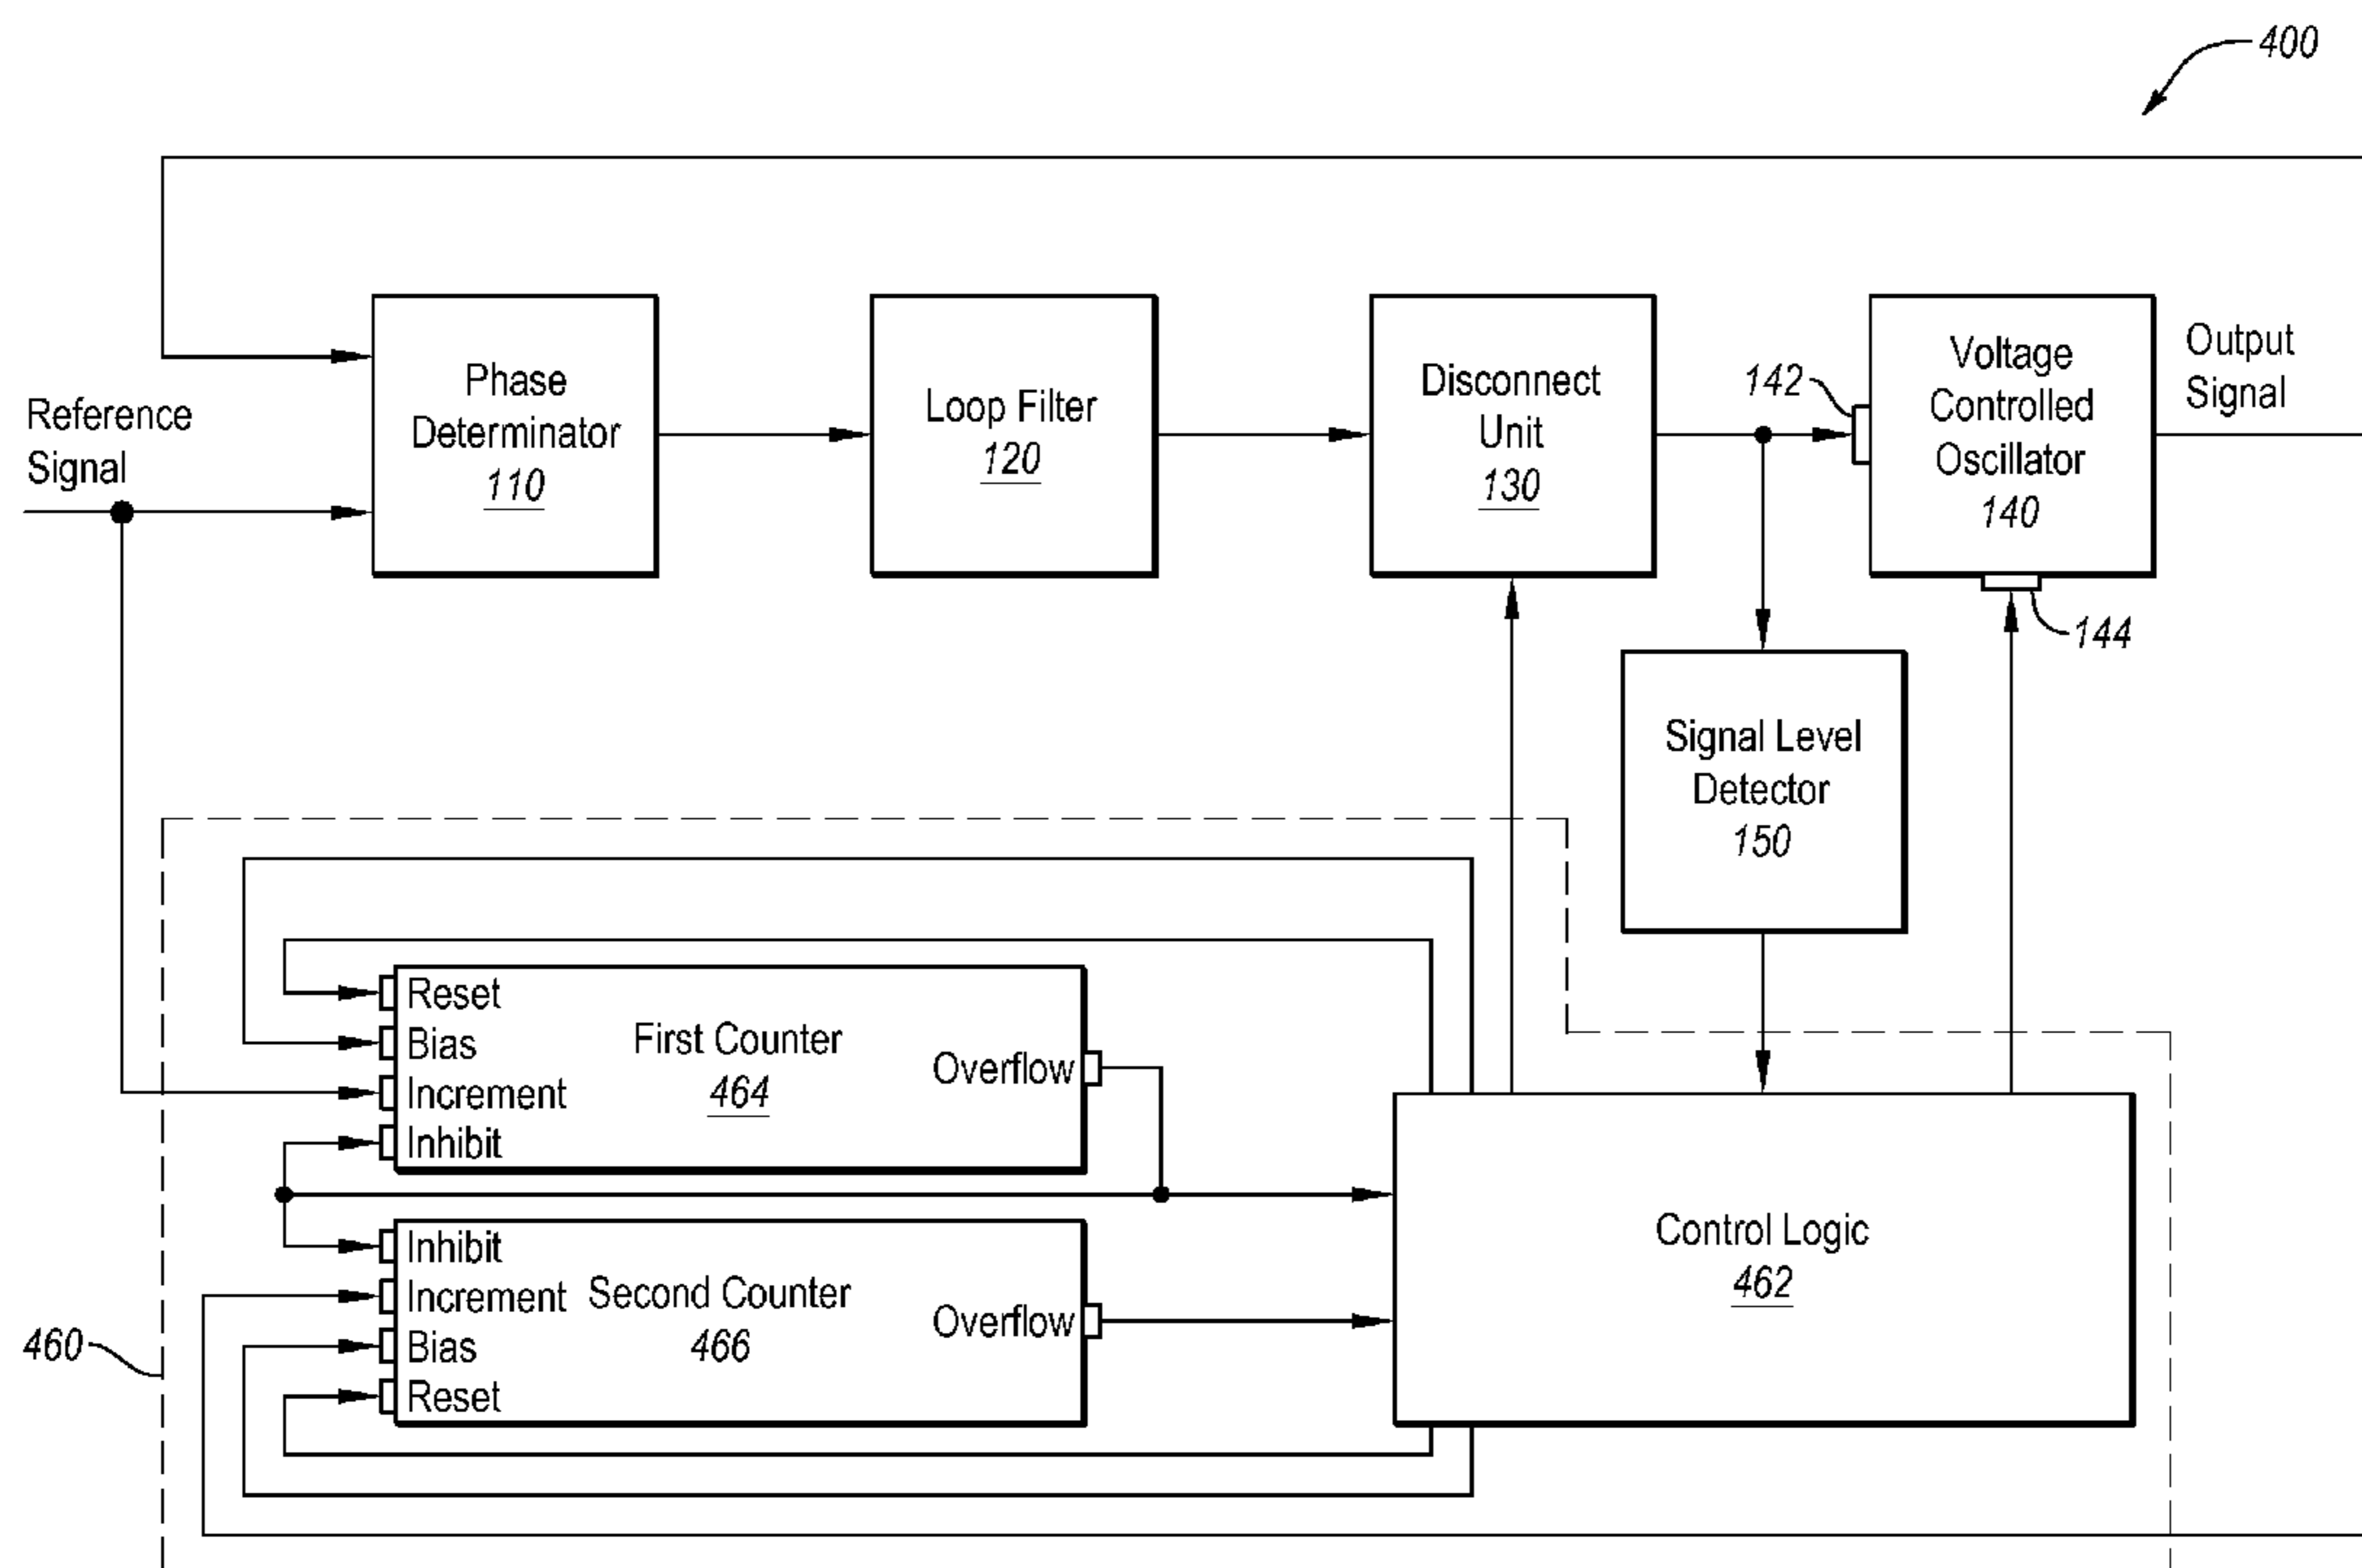 400
Reference
Signal
Phase
Determinator
110
Loop Filter
120
Disconnect
Unit
130
142
Voltage
Controlled
Oscillator
140
Output
Signal
144
Signal Level
Detector
150
Reset
Bias
Increment
Inhibit
First Counter
464
Overflow
Inhibit
Increment
Bias
Reset
Second Counter
466
Overflow
Control Logic
462
460